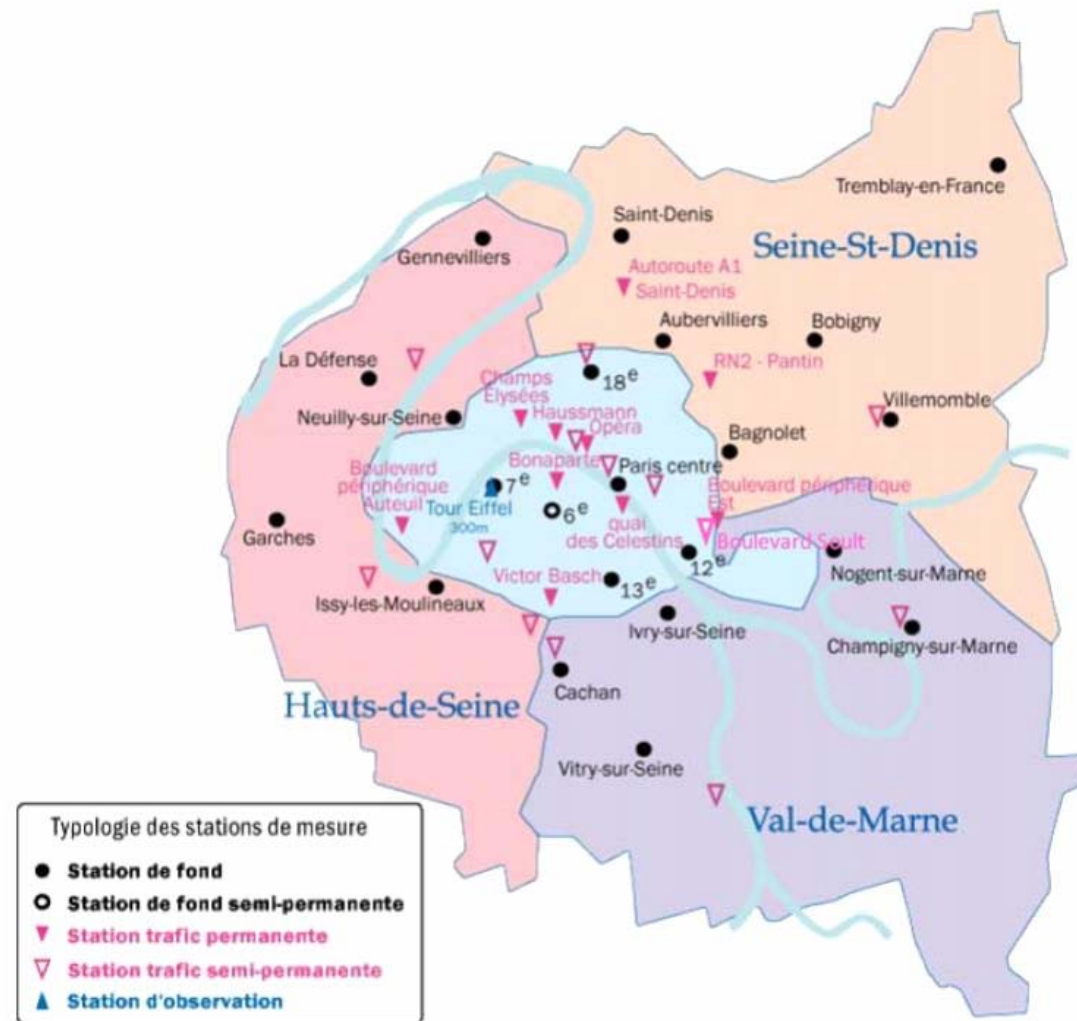 Tremblay-en-France
Saint-Denis
Seine-St-Denis
Gennevilliers
Autoroute A1
Saint-Denis
Aubervilliers
Bobigny
La Défense
RN2 - Pantin
18e
Champs
Elysées
Neuilly-sur-Seine
Haussmann
Villemomble
Opéra
Bagnolet
Bonaparte
Paris centre
Boulevard
périphérique
Auteuil
7e
Tour Eiffel
300m
6e
Boulevard périphérique
Est
quai
des Celestins
Boulevard Soult
Garches
12e
Nogent-sur-Marne
Victor Basch
13e
Issy-les-Moulineaux
Ivry-sur-Seine
Champigny-sur-Marne
Cachan
Hauts-de-Seine
Vitry-sur-Seine
Val-de-Marne
Typologie des stations de mesure
Station de fond
Station de fond semi-permanente
Station trafic permanente
Station trafic semi-permanente
Station d'observation